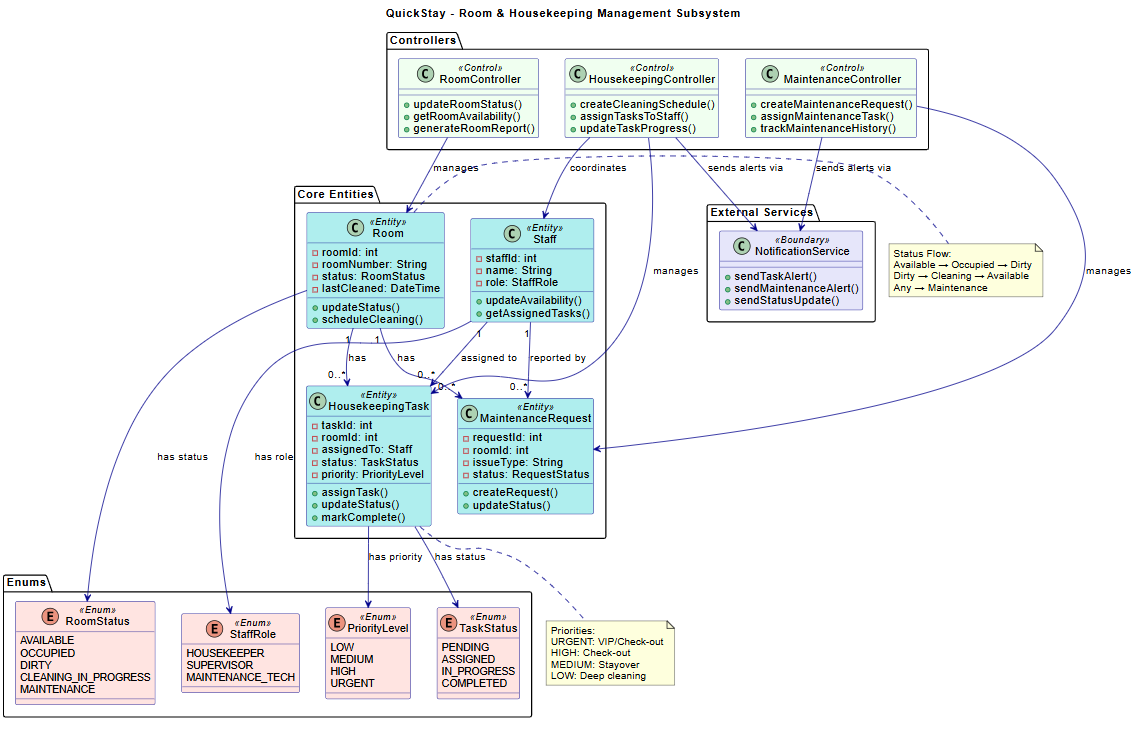 QuickStay - Room & Housekeeping Management Subsystem
Controllers
C
«Control»
RoomController
updateRoomStatus()
getRoomAvailability()
generateRoomReport()
C
«Control»
HousekeepingController
createCleaningSchedule()
assignTasksToStaff()
updateTaskProgress()
C
«Control»
MaintenanceController
createMaintenanceRequest()
assignMaintenanceTask()
trackMaintenanceHistory()
manages
coordinates
sends alerts via
sends alerts via
manages
manages
Core Entities
C
«Entity»
Room
roomId: int
roomNumber: String
status: RoomStatus
lastCleaned: DateTime
updateStatus()
scheduleCleaning()
C
«Entity»
Staff
staffId: int
name: String
role: StaffRole
updateAvailability()
getAssignedTasks()
External Services
C
«Boundary»
NotificationService
sendTaskAlert()
sendMaintenanceAlert()
sendStatusUpdate()
Status Flow:
Available → Occupied → Dirty
Dirty → Cleaning → Available
Any → Maintenance
1
1
1
1
has
has
assigned to
reported by
0..*
0..*
0..*
0..*
C
«Entity»
HousekeepingTask
taskId: int
roomId: int
assignedTo: Staff
status: TaskStatus
priority: PriorityLevel
assignTask()
updateStatus()
markComplete()
C
«Entity»
MaintenanceRequest
requestId: int
roomId: int
issueType: String
status: RequestStatus
createRequest()
updateStatus()
has status
has role
has priority
has status
Enums
E
«Enum»
RoomStatus
AVAILABLE
OCCUPIED
DIRTY
CLEANING_IN_PROGRESS
MAINTENANCE
E
«Enum»
StaffRole
HOUSEKEEPER
SUPERVISOR
MAINTENANCE_TECH
E
«Enum»
PriorityLevel
LOW
MEDIUM
HIGH
URGENT
E
«Enum»
TaskStatus
PENDING
ASSIGNED
IN_PROGRESS
COMPLETED
Priorities:
URGENT: VIP/Check-out
HIGH: Check-out
MEDIUM: Stayover
LOW: Deep cleaning